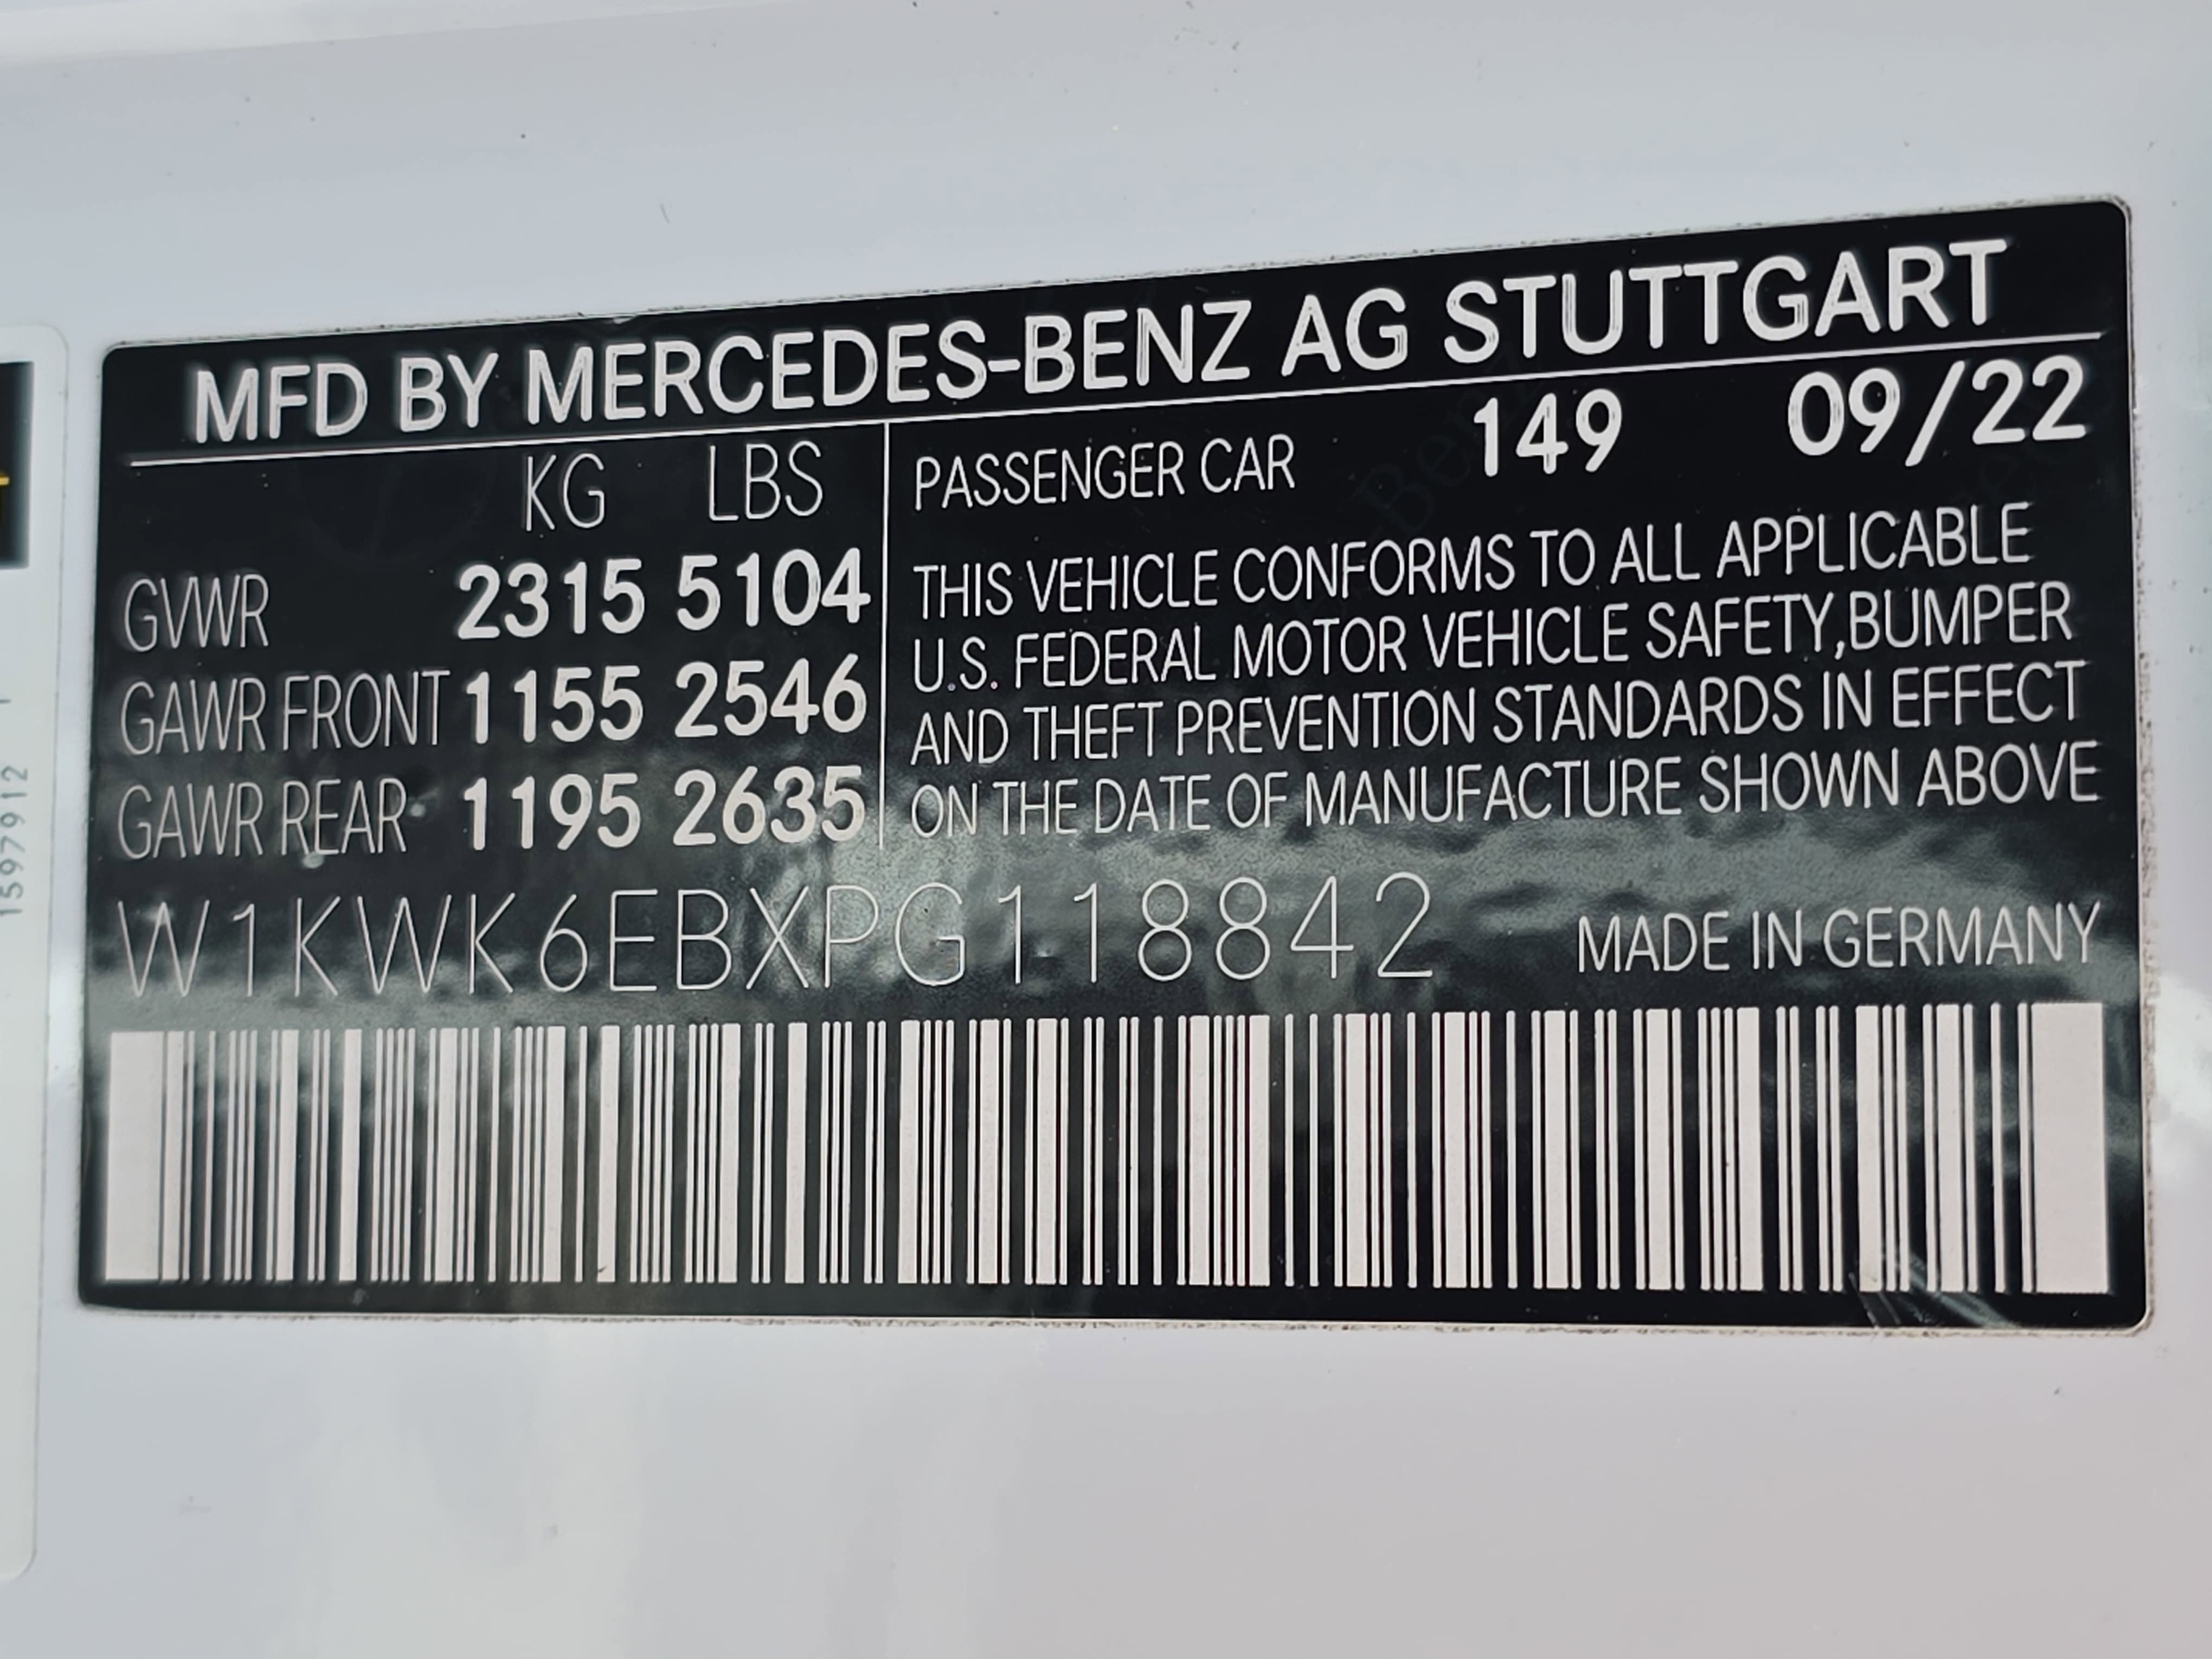 MFD BY MERCEDES-BENZ AG STUTTGART
KG LBS
GVWR 2315 5104
GAWR FRONT 1155 2546
GAWR REAR 1195 2635
PASSENGER CAR 149 09/22
THIS VEHICLE CONFORMS TO ALL APPLICABLE
U.S. FEDERAL MOTOR VEHICLE SAFETY,BUMPER
AND THEFT PREVENTION STANDARDS IN EFFECT
ON THE DATE OF MANUFACTURE SHOWN ABOVE
W1KWK6EBXPG118842 MADE IN GERMANY
1597912